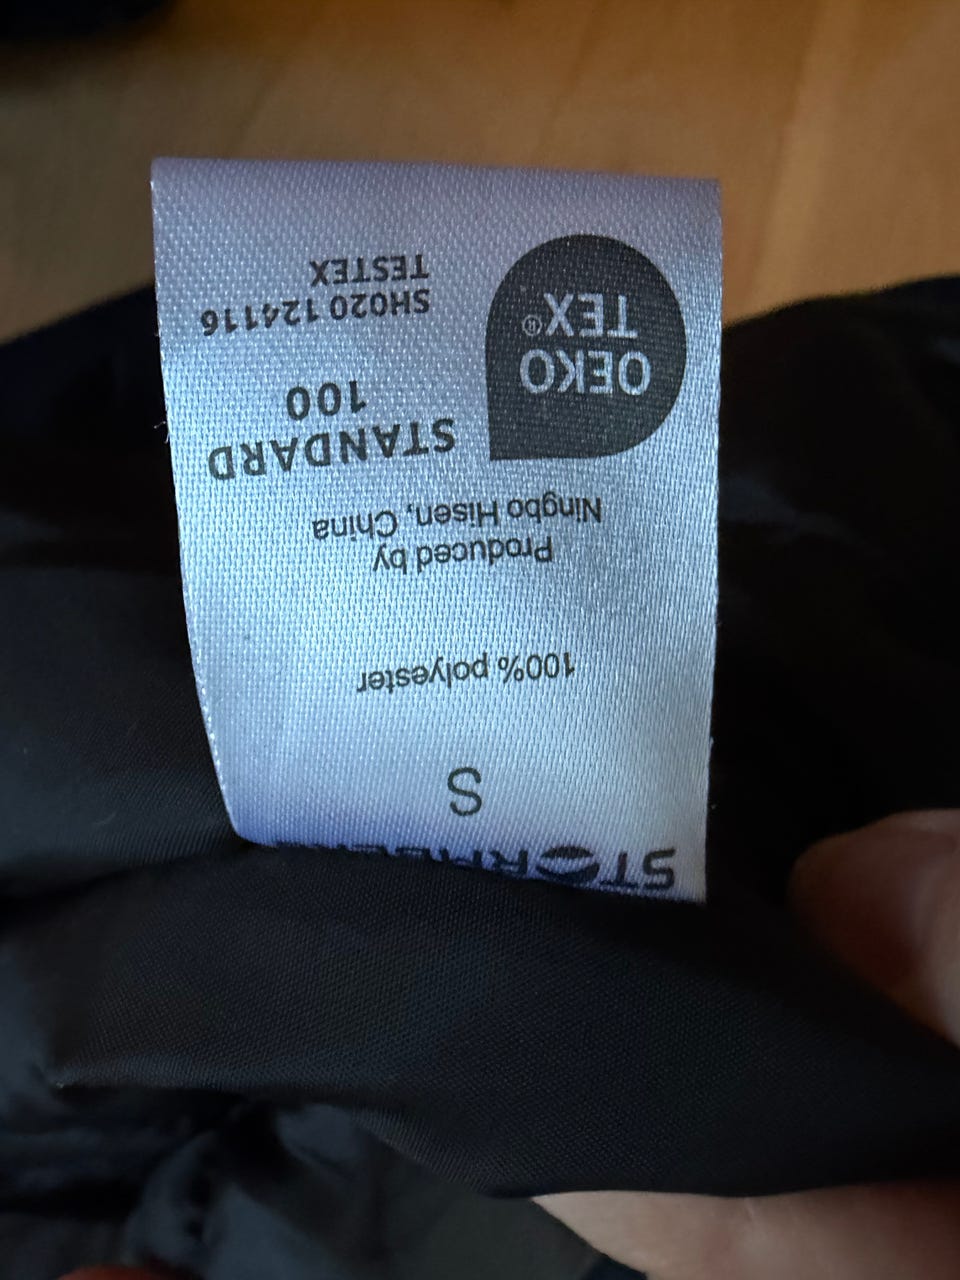 S
100% polyester
Produced by
Ningbo Hisen, China
OEKO
TEX®
STANDARD
100
SH020 124116
TESTEX